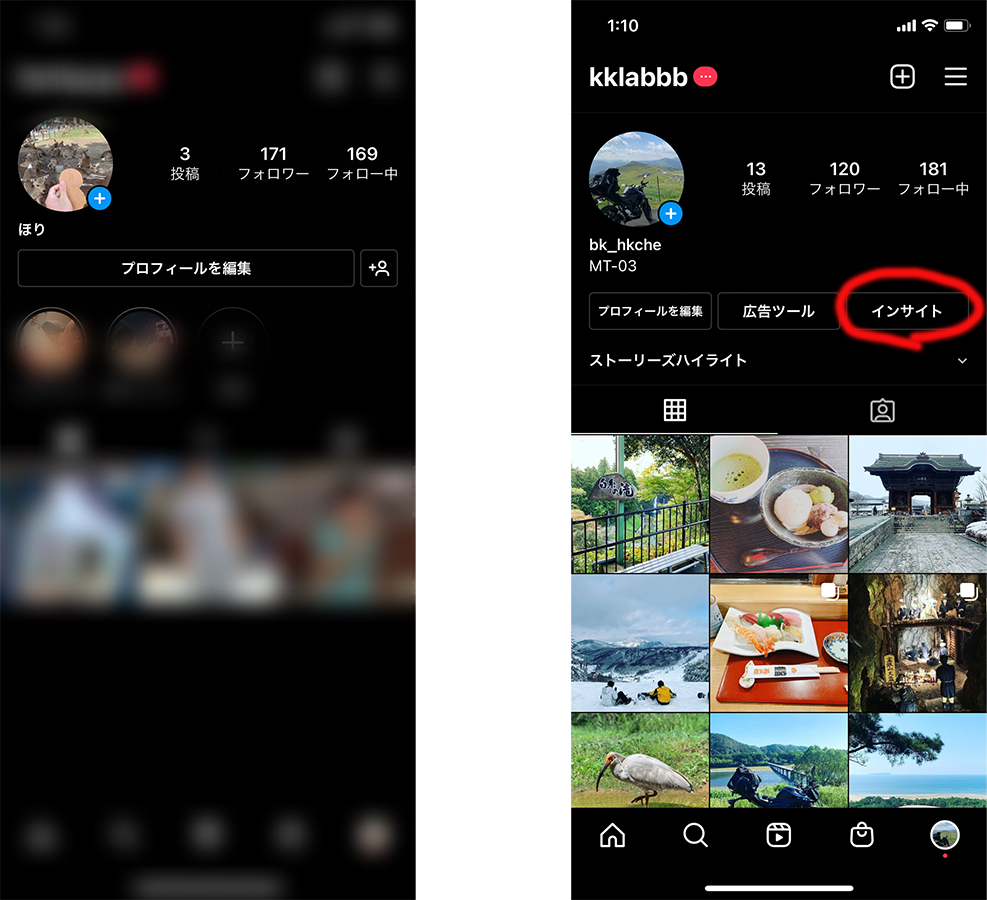 3
171
169
投稿
フォロワー
フォロー中
ほり
プロフィールを編集
1:10
kklabbb
13
120
181
投稿
フォロワー
フォロー中
bk_hkche
MT-03
プロフィールを編集
広告ツール
インサイト
ストーリーズハイライト